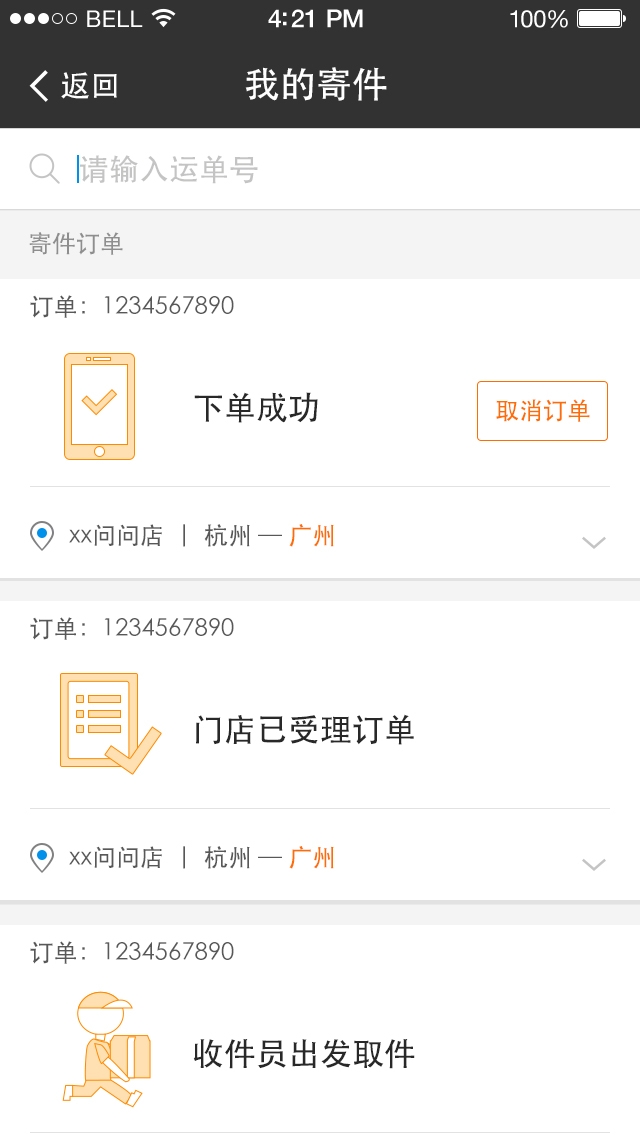 BELL 4:21 PM 100%
返回 我的寄件
请输入运单号
寄件订单
订单：1234567890
下单成功
取消订单
xx问问店 | 杭州 — 广州
订单：1234567890
门店已受理订单
xx问问店 | 杭州 — 广州
订单：1234567890
收件员出发取件